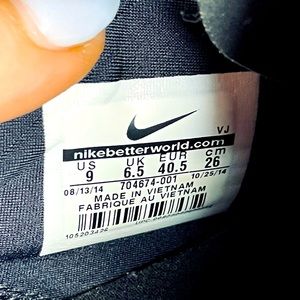 VJ
nikebetterworld.com
US UK EUR cm
9 6.5 40.5 26
08/13/14 704674-001 10/25/14
MADE IN VIETNAM
FABRIQUE AU VIETNAM